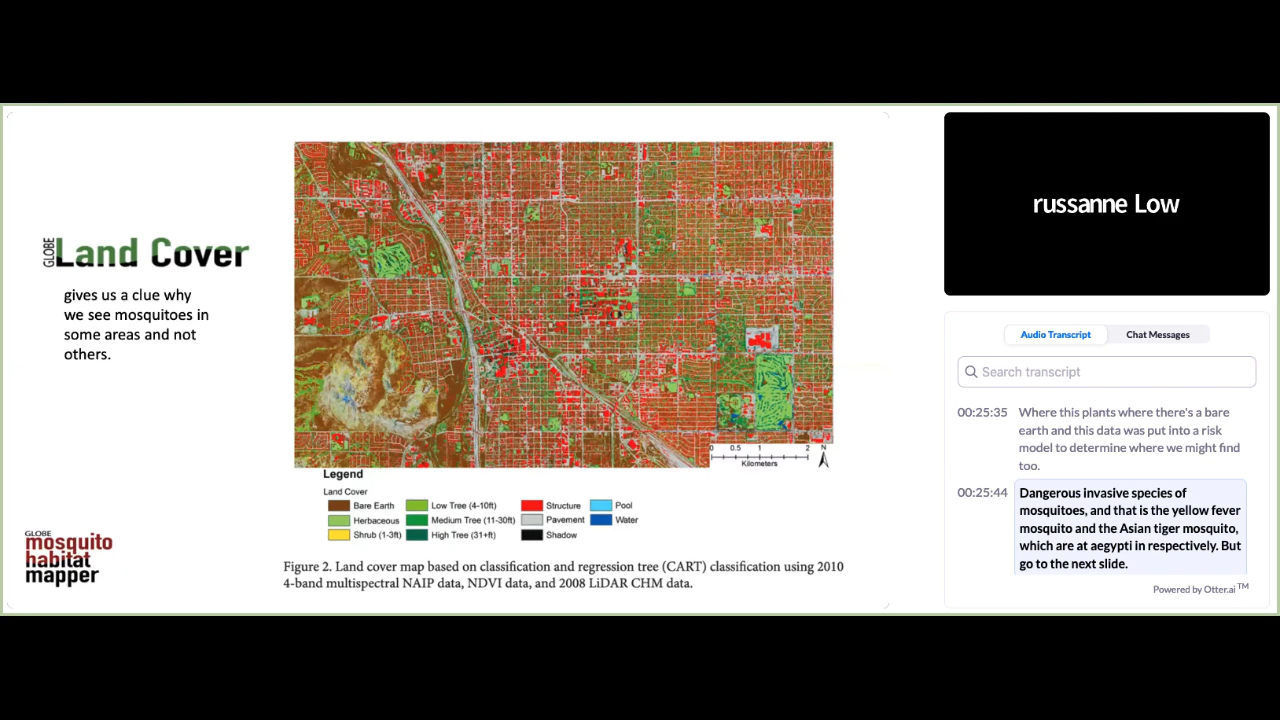 GLOBE
Land Cover
gives us a clue why
we see mosquitoes in
some areas and not
others.
GLOBE
mosquito
habitat
mapper
0 0.5 1 2
Kilometers
N
Legend
Land Cover
Bare Earth
Herbaceous
Shrub (1-3ft)
Low Tree (4-10ft)
Medium Tree (11-30ft)
High Tree (31+ft)
Structure
Pavement
Shadow
Pool
Water
Figure 2. Land cover map based on classification and regression tree (CART) classification using 2010
4-band multispectral NAIP data, NDVI data, and 2008 LiDAR CHM data.
russanne Low
Audio Transcript
Chat Messages
Search transcript
00:25:35 Where this plants where there's a bare
earth and this data was put into a risk
model to determine where we might find
too.
00:25:44 Dangerous invasive species of
mosquitoes, and that is the yellow fever
mosquito and the Asian tiger mosquito,
which are at aegypti in respectively. But
go to the next slide.
Powered by Otter.ai TM